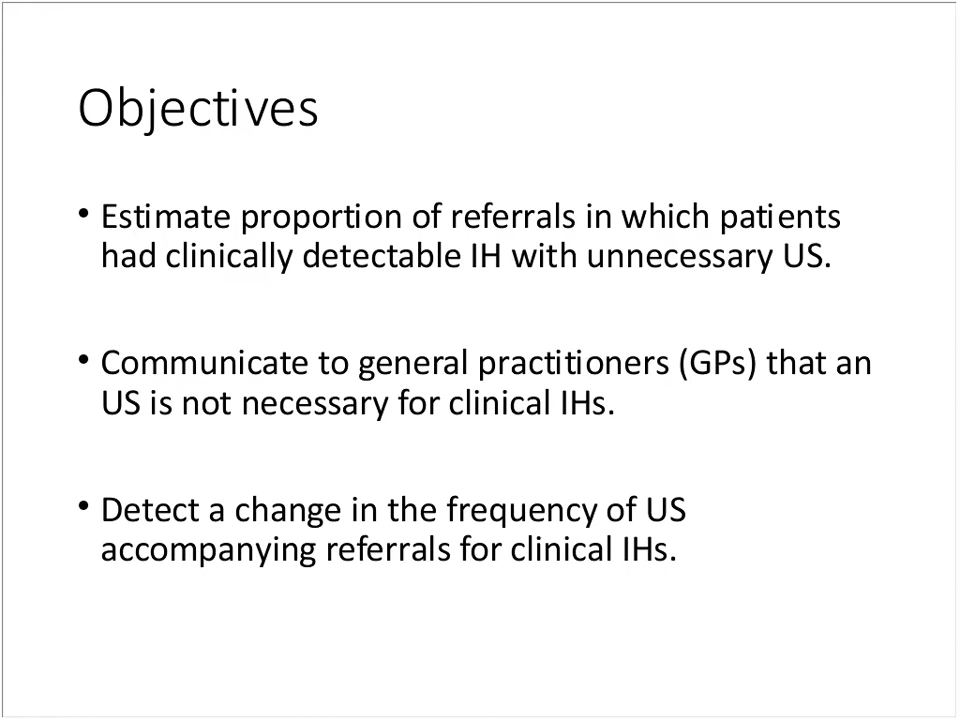 Objectives
• Estimate proportion of referrals in which patients
had clinically detectable IH with unnecessary US.
• Communicate to general practitioners (GPs) that an
US is not necessary for clinical IHs.
• Detect a change in the frequency of US
accompanying referrals for clinical IHs.